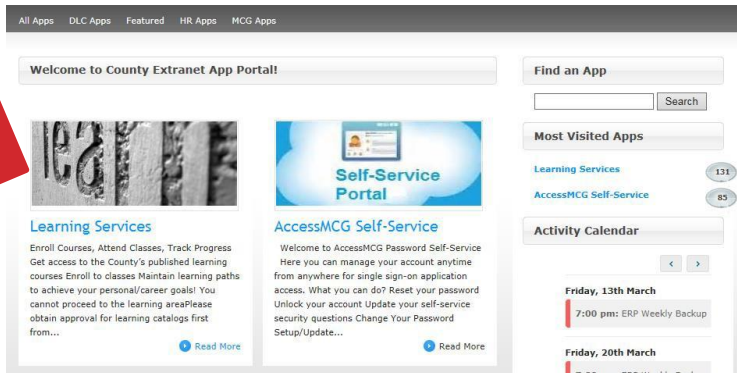 All Apps DLC Apps Featured HR Apps MCG Apps
Welcome to County Extranet App Portal!
lear
Learning Services
Enroll Courses, Attend Classes, Track Progress
Get access to the County's published learning
courses Enroll to classes Maintain learning paths
to achieve your personal/career goals! You
cannot proceed to the learning areaPlease
obtain approval for learning catalogs first
from...
Read More
Self-Service
Portal
AccessMCG Self-Service
Welcome to AccessMCG Password Self-Service
Here you can manage your account anytime
from anywhere for single sign-on application
access. What you can do? Reset your password
Unlock your account Update your self-service
security questions Change Your Password
Setup/Update...
Read More
Find an App
Search
Most Visited Apps
Learning Services 131
AccessMCG Self-Service 85
Activity Calendar
Friday, 13th March
7:00 pm: ERP Weekly Backup
Friday, 20th March